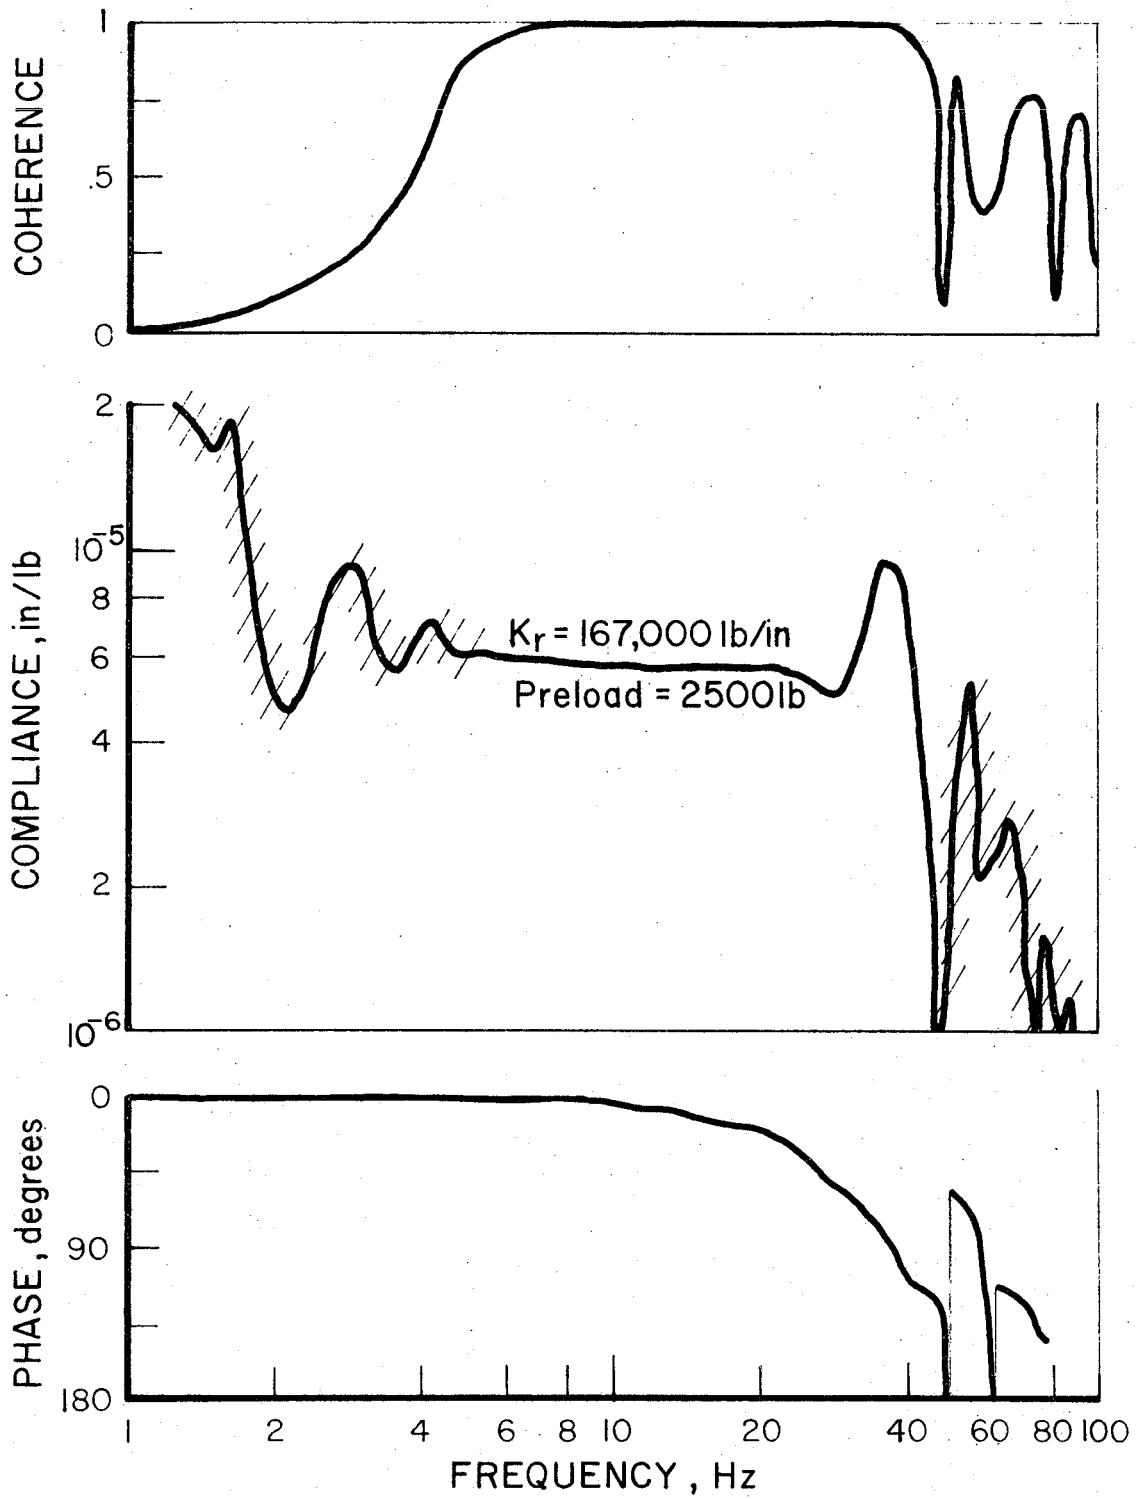 COHERENCE
1
.5
0
COMPLIANCE, in/lb
2
10⁻⁵
8
6
4
2
10⁻⁶
Kr = 167,000 lb/in
Preload = 2500 lb
PHASE, degrees
0
90
180
1 2 4 6 8 10 20 40 60 80 100
FREQUENCY, Hz